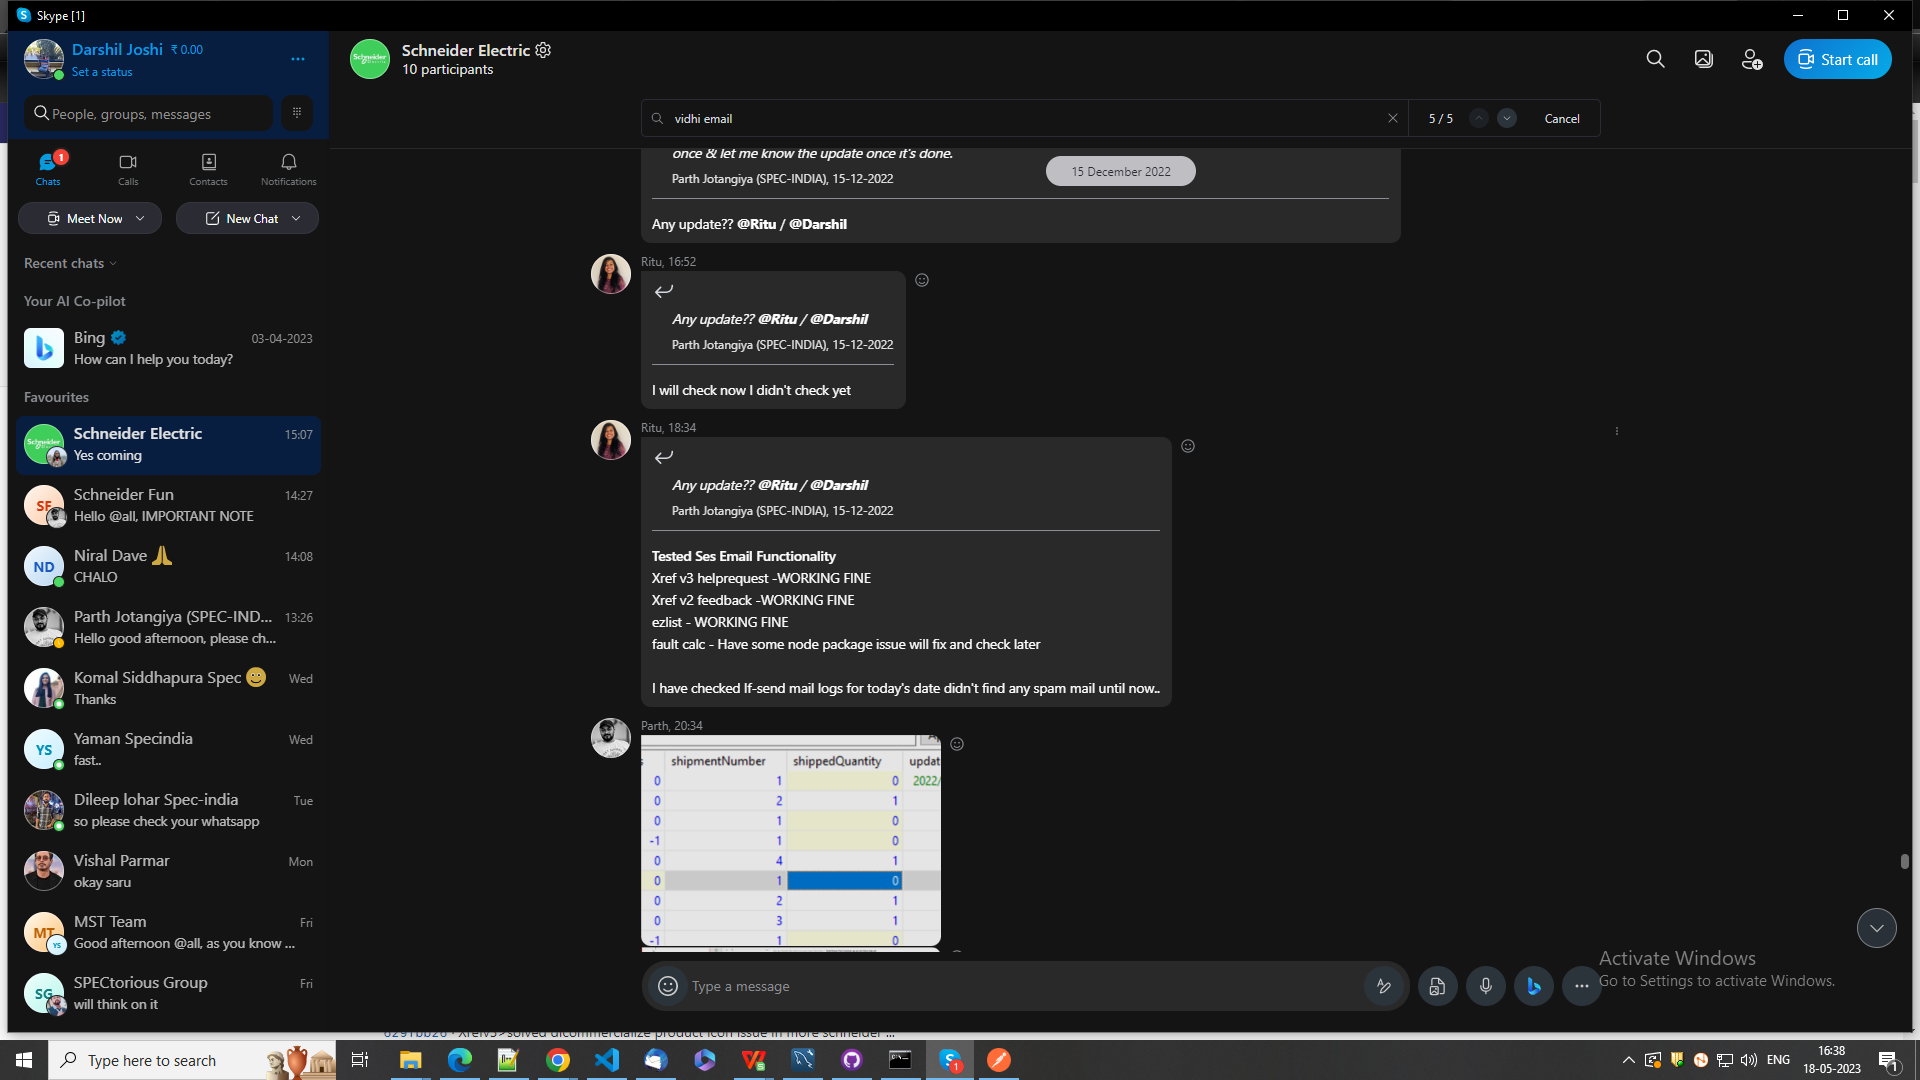 Skype [1]
Darshil Joshi ₹ 0.00
Set a status
People, groups, messages
1
Chats
Calls
Contacts
Notifications
Meet Now
New Chat
Recent chats
Your AI Co-pilot
Bing
03-04-2023
How can I help you today?
Favourites
Schneider Electric
15:07
Yes coming
SF
Schneider Fun
14:27
Hello @all, IMPORTANT NOTE
ND
Niral Dave
14:08
CHALO
Parth Jotangiya (SPEC-IND...
13:26
Hello good afternoon, please ch...
Komal Siddhapura Spec
Wed
Thanks
YS
Yaman Specindia
Wed
fast..
Dileep lohar Spec-india
Tue
so please check your whatsapp
Vishal Parmar
Mon
okay saru
MT
YS
MST Team
Fri
Good afternoon @all, as you know ...
SG
SPECtorious Group
Fri
will think on it
Schneider Electric
10 participants
Start call
vidhi email
5 / 5
Cancel
once & let me know the update once it's done.
Parth Jotangiya (SPEC-INDIA), 15-12-2022
15 December 2022
Any update?? @Ritu / @Darshil
Ritu, 16:52
Any update?? @Ritu / @Darshil
Parth Jotangiya (SPEC-INDIA), 15-12-2022
I will check now I didn't check yet
Ritu, 18:34
Any update?? @Ritu / @Darshil
Parth Jotangiya (SPEC-INDIA), 15-12-2022
Tested Ses Email Functionality
Xref v3 helprequest -WORKING FINE
Xref v2 feedback -WORKING FINE
ezlist - WORKING FINE
fault calc - Have some node package issue will fix and check later
I have checked lf-send mail logs for today's date didn't find any spam mail until now..
Parth, 20:34
shipmentNumber shippedQuantity updat
0 1 0 2022/
0 2 1
0 1 0
-1 1 0
0 4 1
0 1 0
0 2 1
0 3 1
-1 1 0
Type a message
Activate Windows
Go to Settings to activate Windows.
Type here to search
1
ENG
16:38
18-05-2023
1